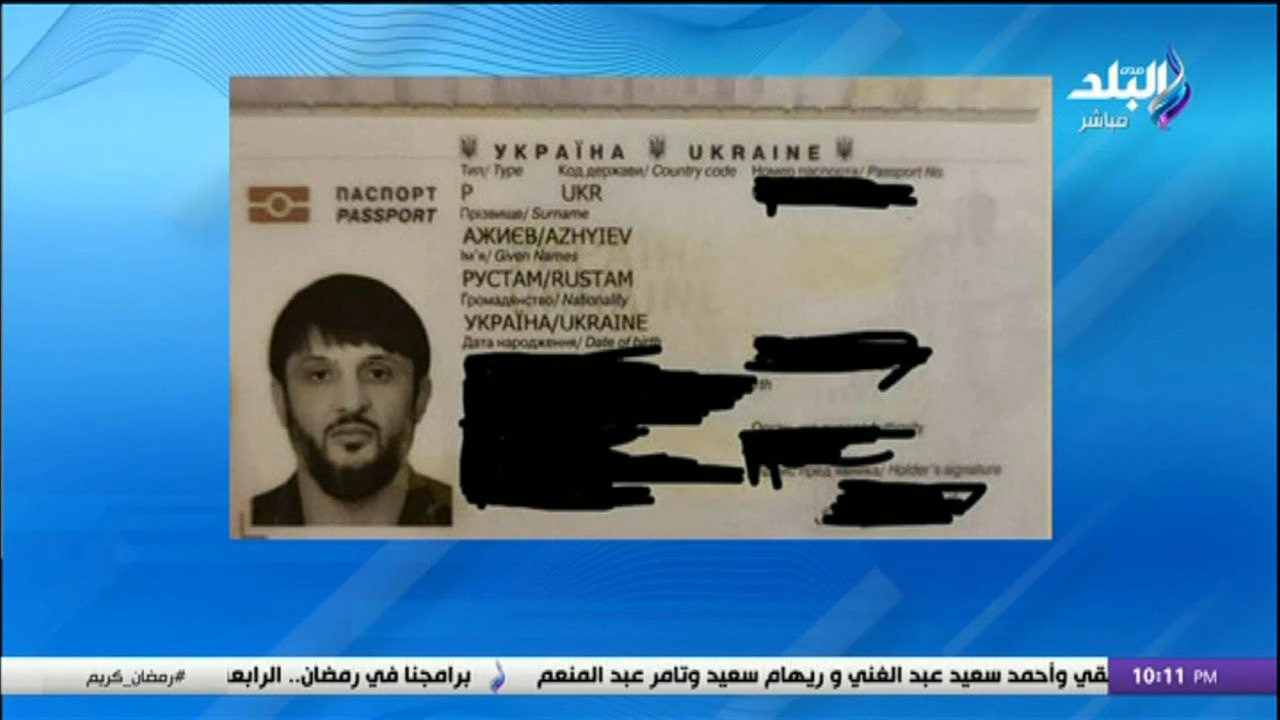 صدى
البلد
مباشر
УКРАЇНА UKRAINE
Тип/ Type Код держави/ Country code Номер паспорта/ Passport No
ПАСПОРТ
PASSPORT
P UKR
Прізвище/ Surname
АЖИЄВ/AZHYIEV
Ім'я/ Given Names
РУСТАМ/RUSTAM
Громадянство/ Nationality
УКРАЇНА/UKRAINE
Дата народження/ Date of birth
Holder's signature
#رمضان_كريم
برامجنا في رمضان.. الرابعة
وأحمد سعيد عبد الغني و ريهام سعيد وتامر عبد المنعم
10:11 PM